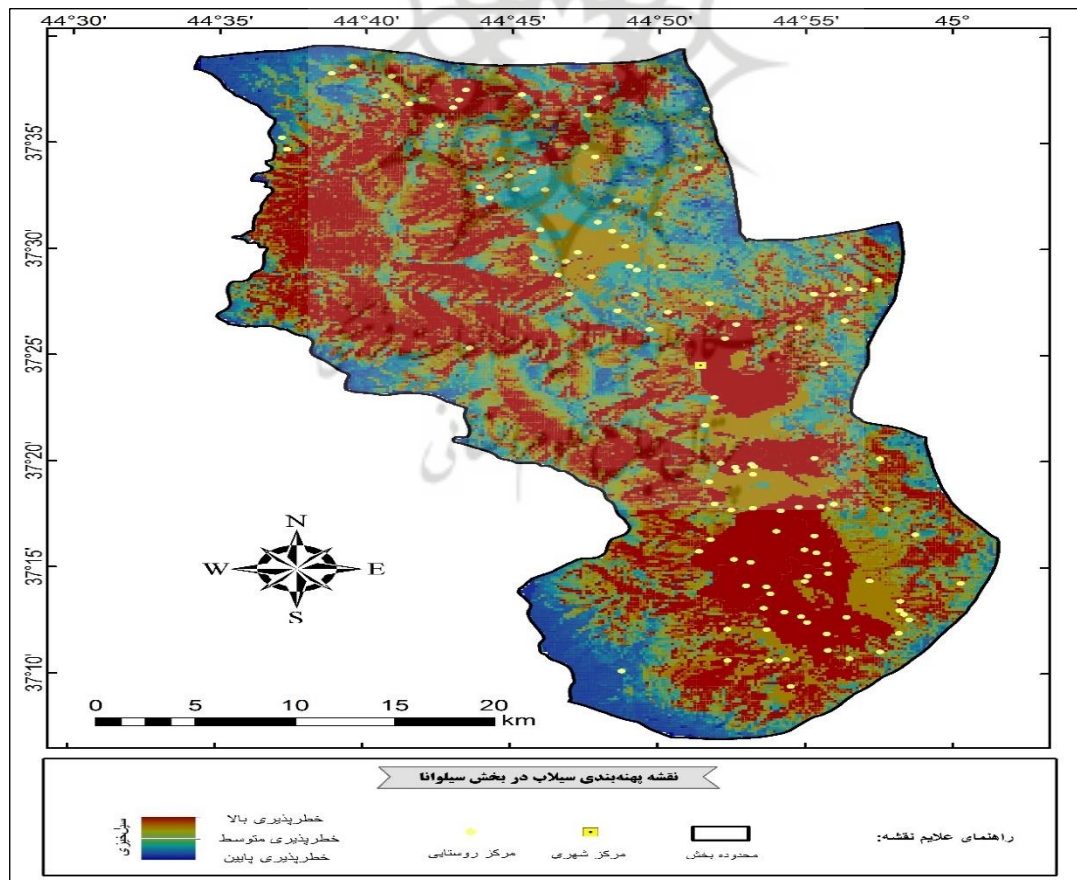 44°30' 44°35' 44°40' 44°45' 44°50' 44°55' 45°
37°35'
37°30'
37°25'
37°20'
37°15'
37°10'
N
W E
S
0 5 10 15 20
km
نقشه پهنه‌بندی سیلاب در بخش سیلوانا
راهنمای علایم نقشه:
محدوده بخش
مرکز شهری
مرکز روستایی
خطرپذیری بالا
خطرپذیری متوسط
خطرپذیری پایین
سیل‌خیزی